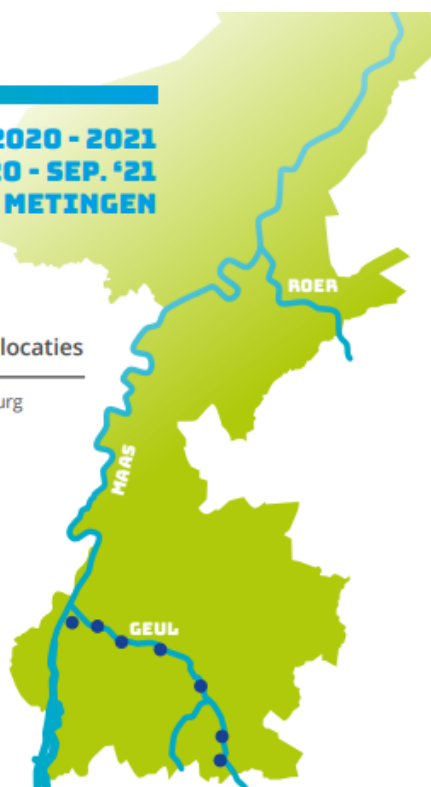 2020 - 2021
0 - SEP. ‘21
METINGEN
ROER
locaties
urg
MAAS
GEUL